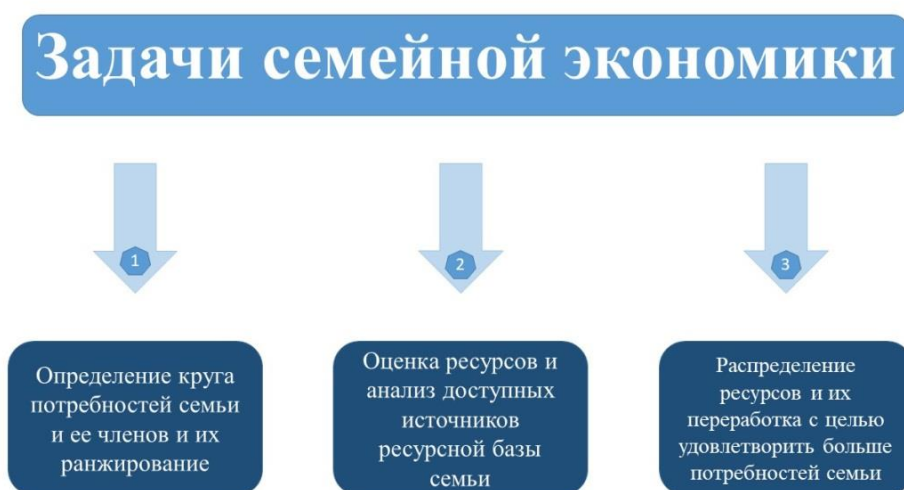 Задачи семейной экономики
1
2
3
Определение круга
потребностей семьи
и ее членов и их
ранжирование
Оценка ресурсов и
анализ доступных
источников
ресурсной базы
семьи
Распределение
ресурсов и их
переработка с целью
удовлетворить больше
потребностей семьи